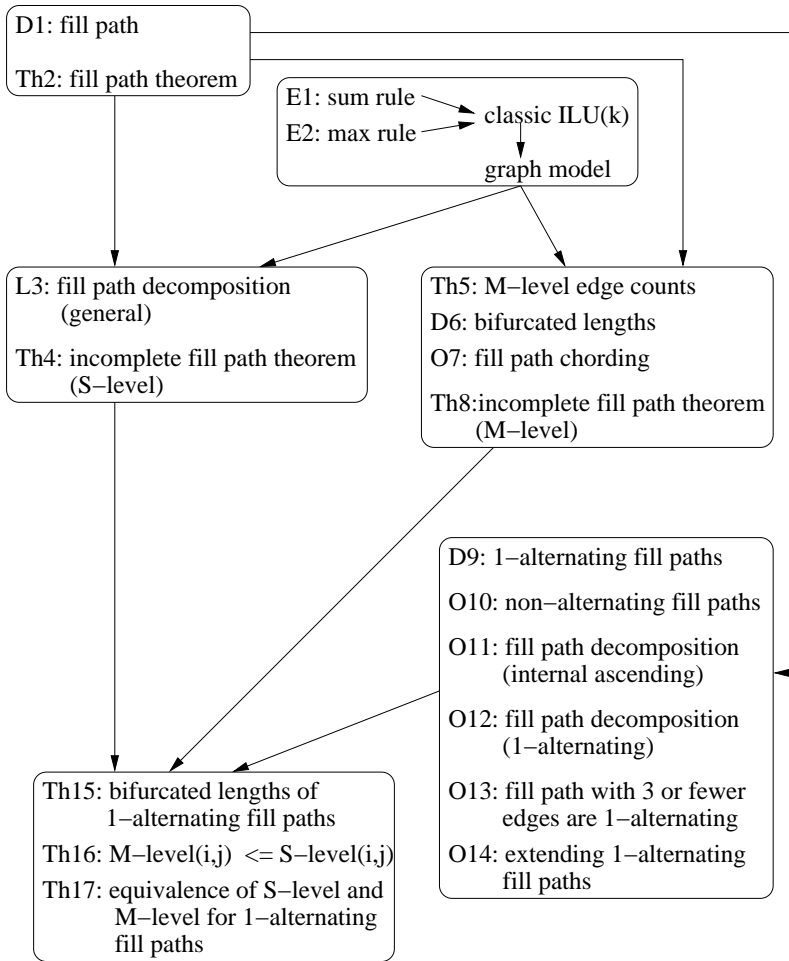 D1: fill path
Th2: fill path theorem
E1: sum rule
E2: max rule
classic ILU(k)
graph model
L3: fill path decomposition
(general)
Th4: incomplete fill path theorem
(S−level)
Th5: M−level edge counts
D6: bifurcated lengths
O7: fill path chording
Th8:incomplete fill path theorem
(M−level)
D9: 1−alternating fill paths
O10: non−alternating fill paths
O11: fill path decomposition
(internal ascending)
O12: fill path decomposition
(1−alternating)
O13: fill path with 3 or fewer
edges are 1−alternating
O14: extending 1−alternating
fill paths
Th15: bifurcated lengths of
1−alternating fill paths
Th16: M−level(i,j) <= S−level(i,j)
Th17: equivalence of S−level and
M−level for 1−alternating
fill paths